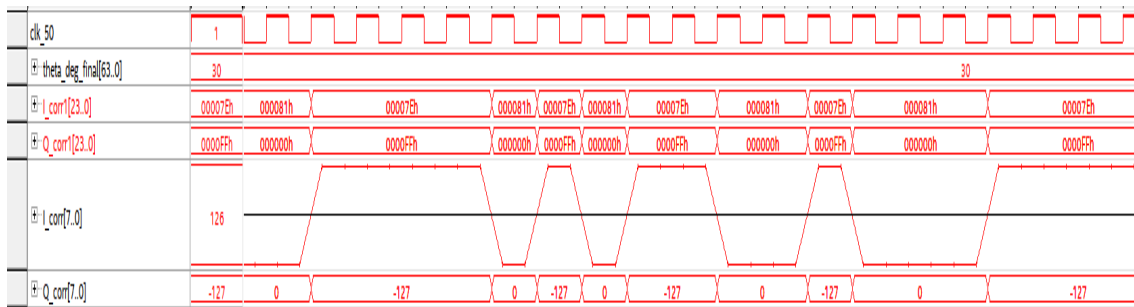 clk_50 1
theta_deg_final[63..0] 30 30
I_corr1[23..0] 00007Eh 000081h 00007Eh 000081h 00007Eh 000081h 00007Eh 000081h 00007Eh 000081h 00007Eh
Q_corr1[23..0] 0000FFh 000000h 0000FFh 000000h 0000FFh 000000h 0000FFh 000000h 0000FFh 000000h 0000FFh
I_corr[7..0] 126
Q_corr[7..0] -127 0 -127 0 -127 0 -127 0 -127 0 -127